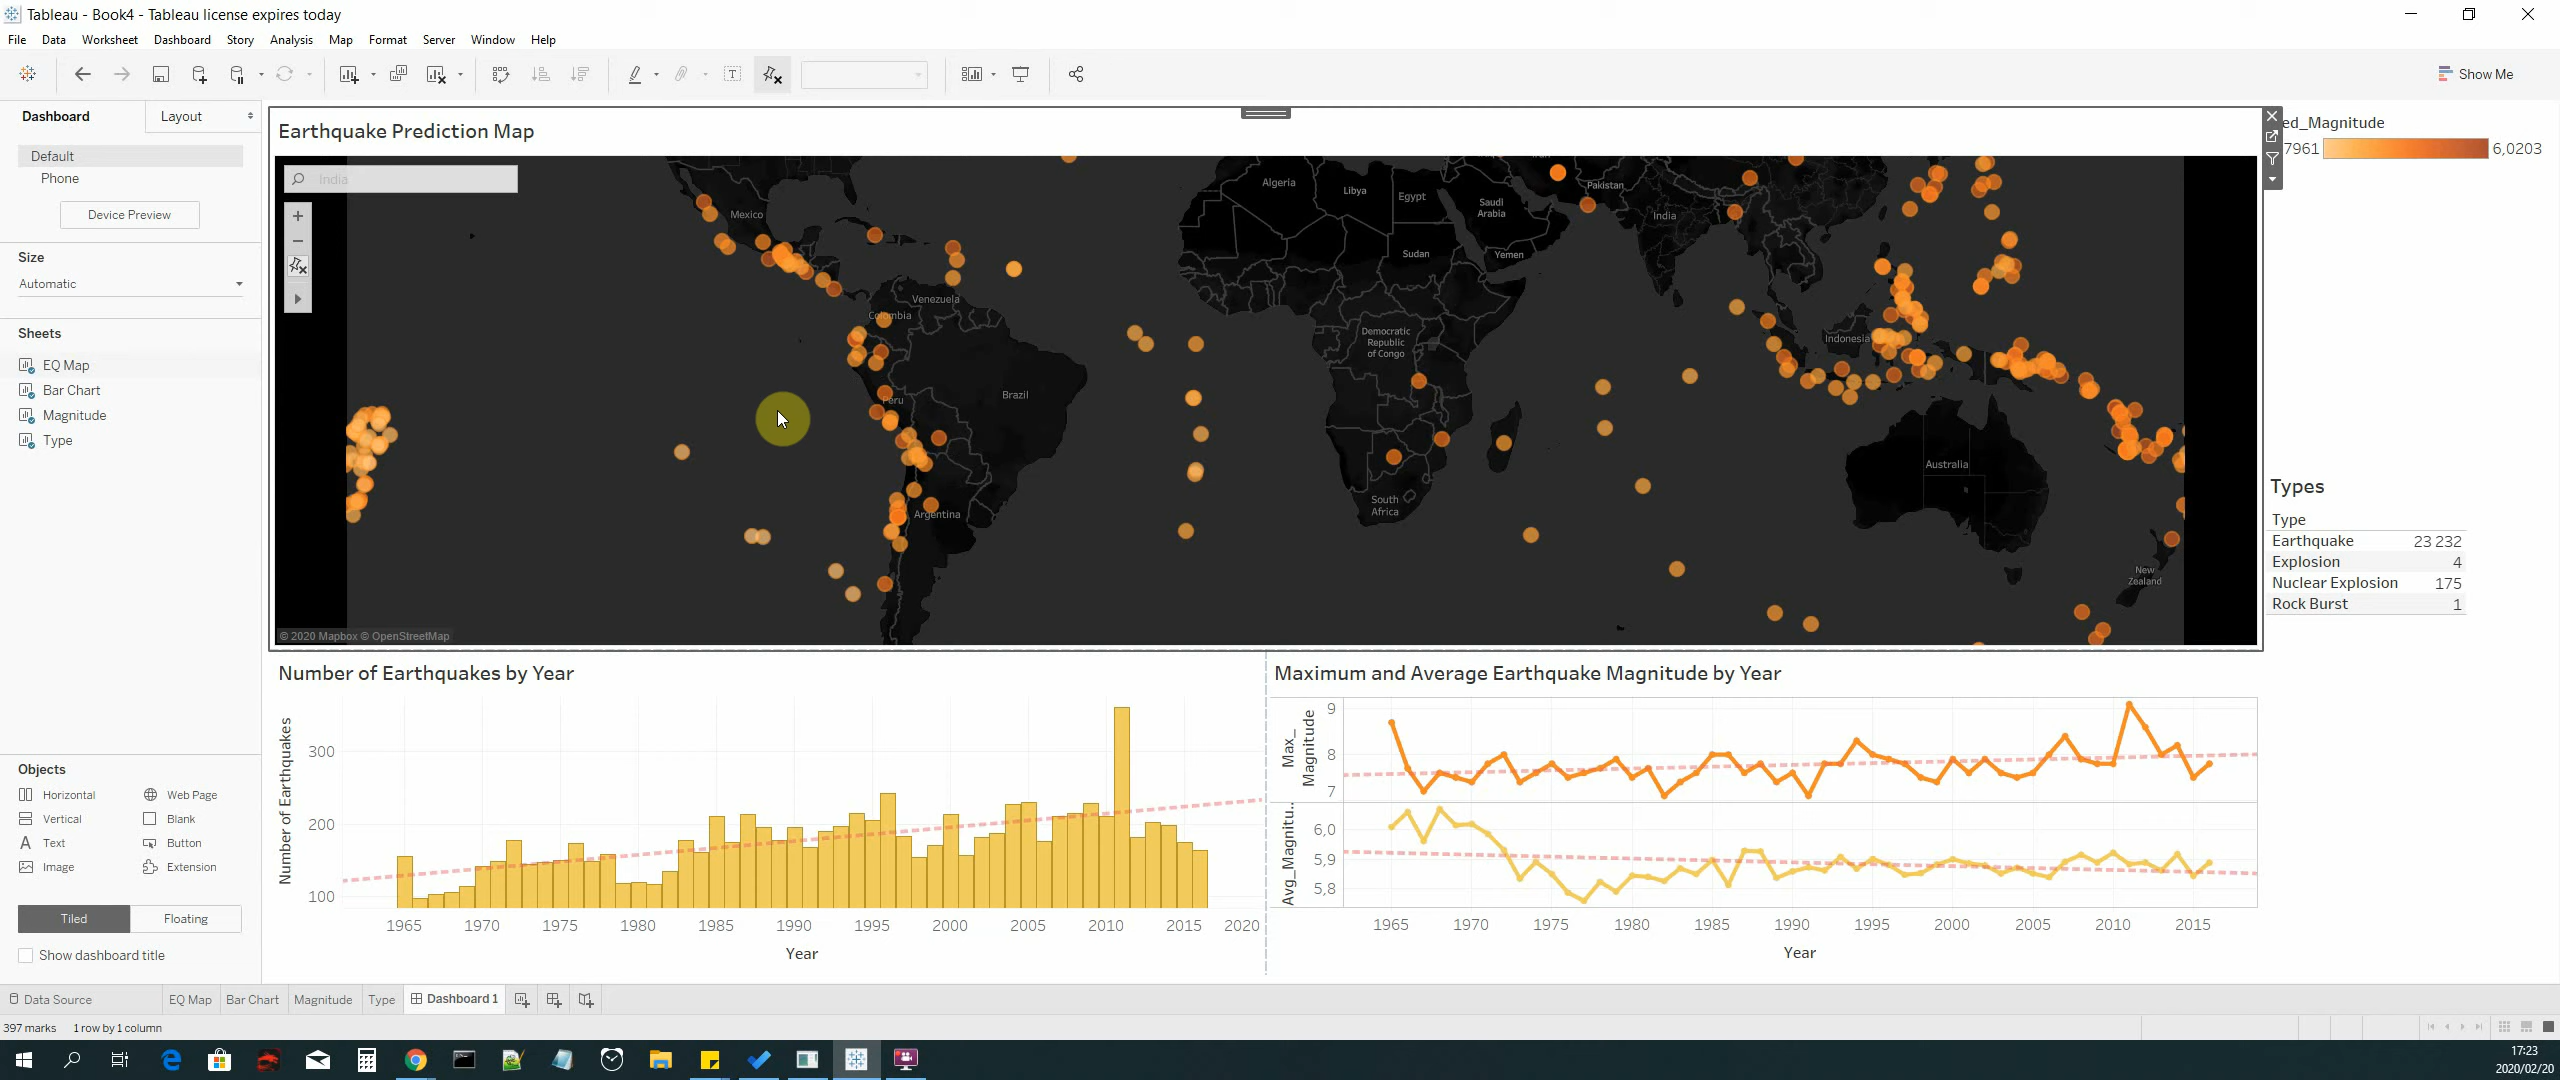 Tableau - Book4 - Tableau license expires today
File Data Worksheet Dashboard Story Analysis Map Format Server Window Help
Show Me
Dashboard Layout
Default
Phone
Device Preview
Size
Automatic
Sheets
EQ Map
Bar Chart
Magnitude
Type
Objects
Horizontal Web Page
Vertical Blank
Text Button
Image Extension
Tiled Floating
Show dashboard title
Earthquake Prediction Map
India
Mexico
Venezuela
Colombia
Peru
Brazil
Argentina
Algeria
Libya
Egypt
Saudi
Arabia
Sudan
Yemen
Democratic
Republic
of Congo
South
Africa
Pakistan
India
Indonesia
Australia
New
Zealand
© 2020 Mapbox © OpenStreetMap
ed_Magnitude
7961 6,0203
Types
Type
Earthquake 23 232
Explosion 4
Nuclear Explosion 175
Rock Burst 1
Number of Earthquakes by Year
Number of Earthquakes
300
200
100
1965 1970 1975 1980 1985 1990 1995 2000 2005 2010 2015 2020
Year
Maximum and Average Earthquake Magnitude by Year
Max_
Magnitude
9
8
7
Avg_Magnitu..
6,0
5,9
5,8
1965 1970 1975 1980 1985 1990 1995 2000 2005 2010 2015
Year
Data Source EQ Map Bar Chart Magnitude Type Dashboard 1
397 marks 1 row by 1 column
17:23
2020/02/20